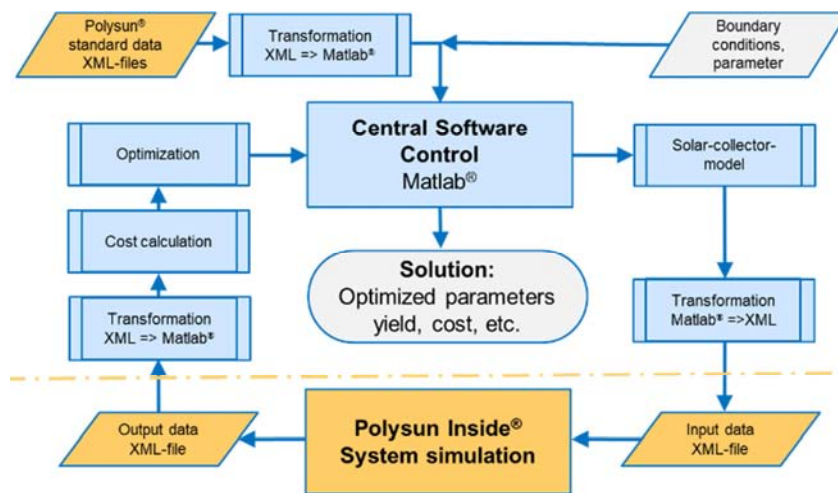 Polysun®
standard data
XML-files
Transformation
XML => Matlab®
Boundary
conditions,
parameter
Optimization
Central Software
Control
Matlab®
Solar-collector-
model
Cost calculation
Solution:
Optimized parameters
yield, cost, etc.
Transformation
XML => Matlab®
Transformation
Matlab® =>XML
Output data
XML-file
Polysun Inside®
System simulation
Input data
XML-file